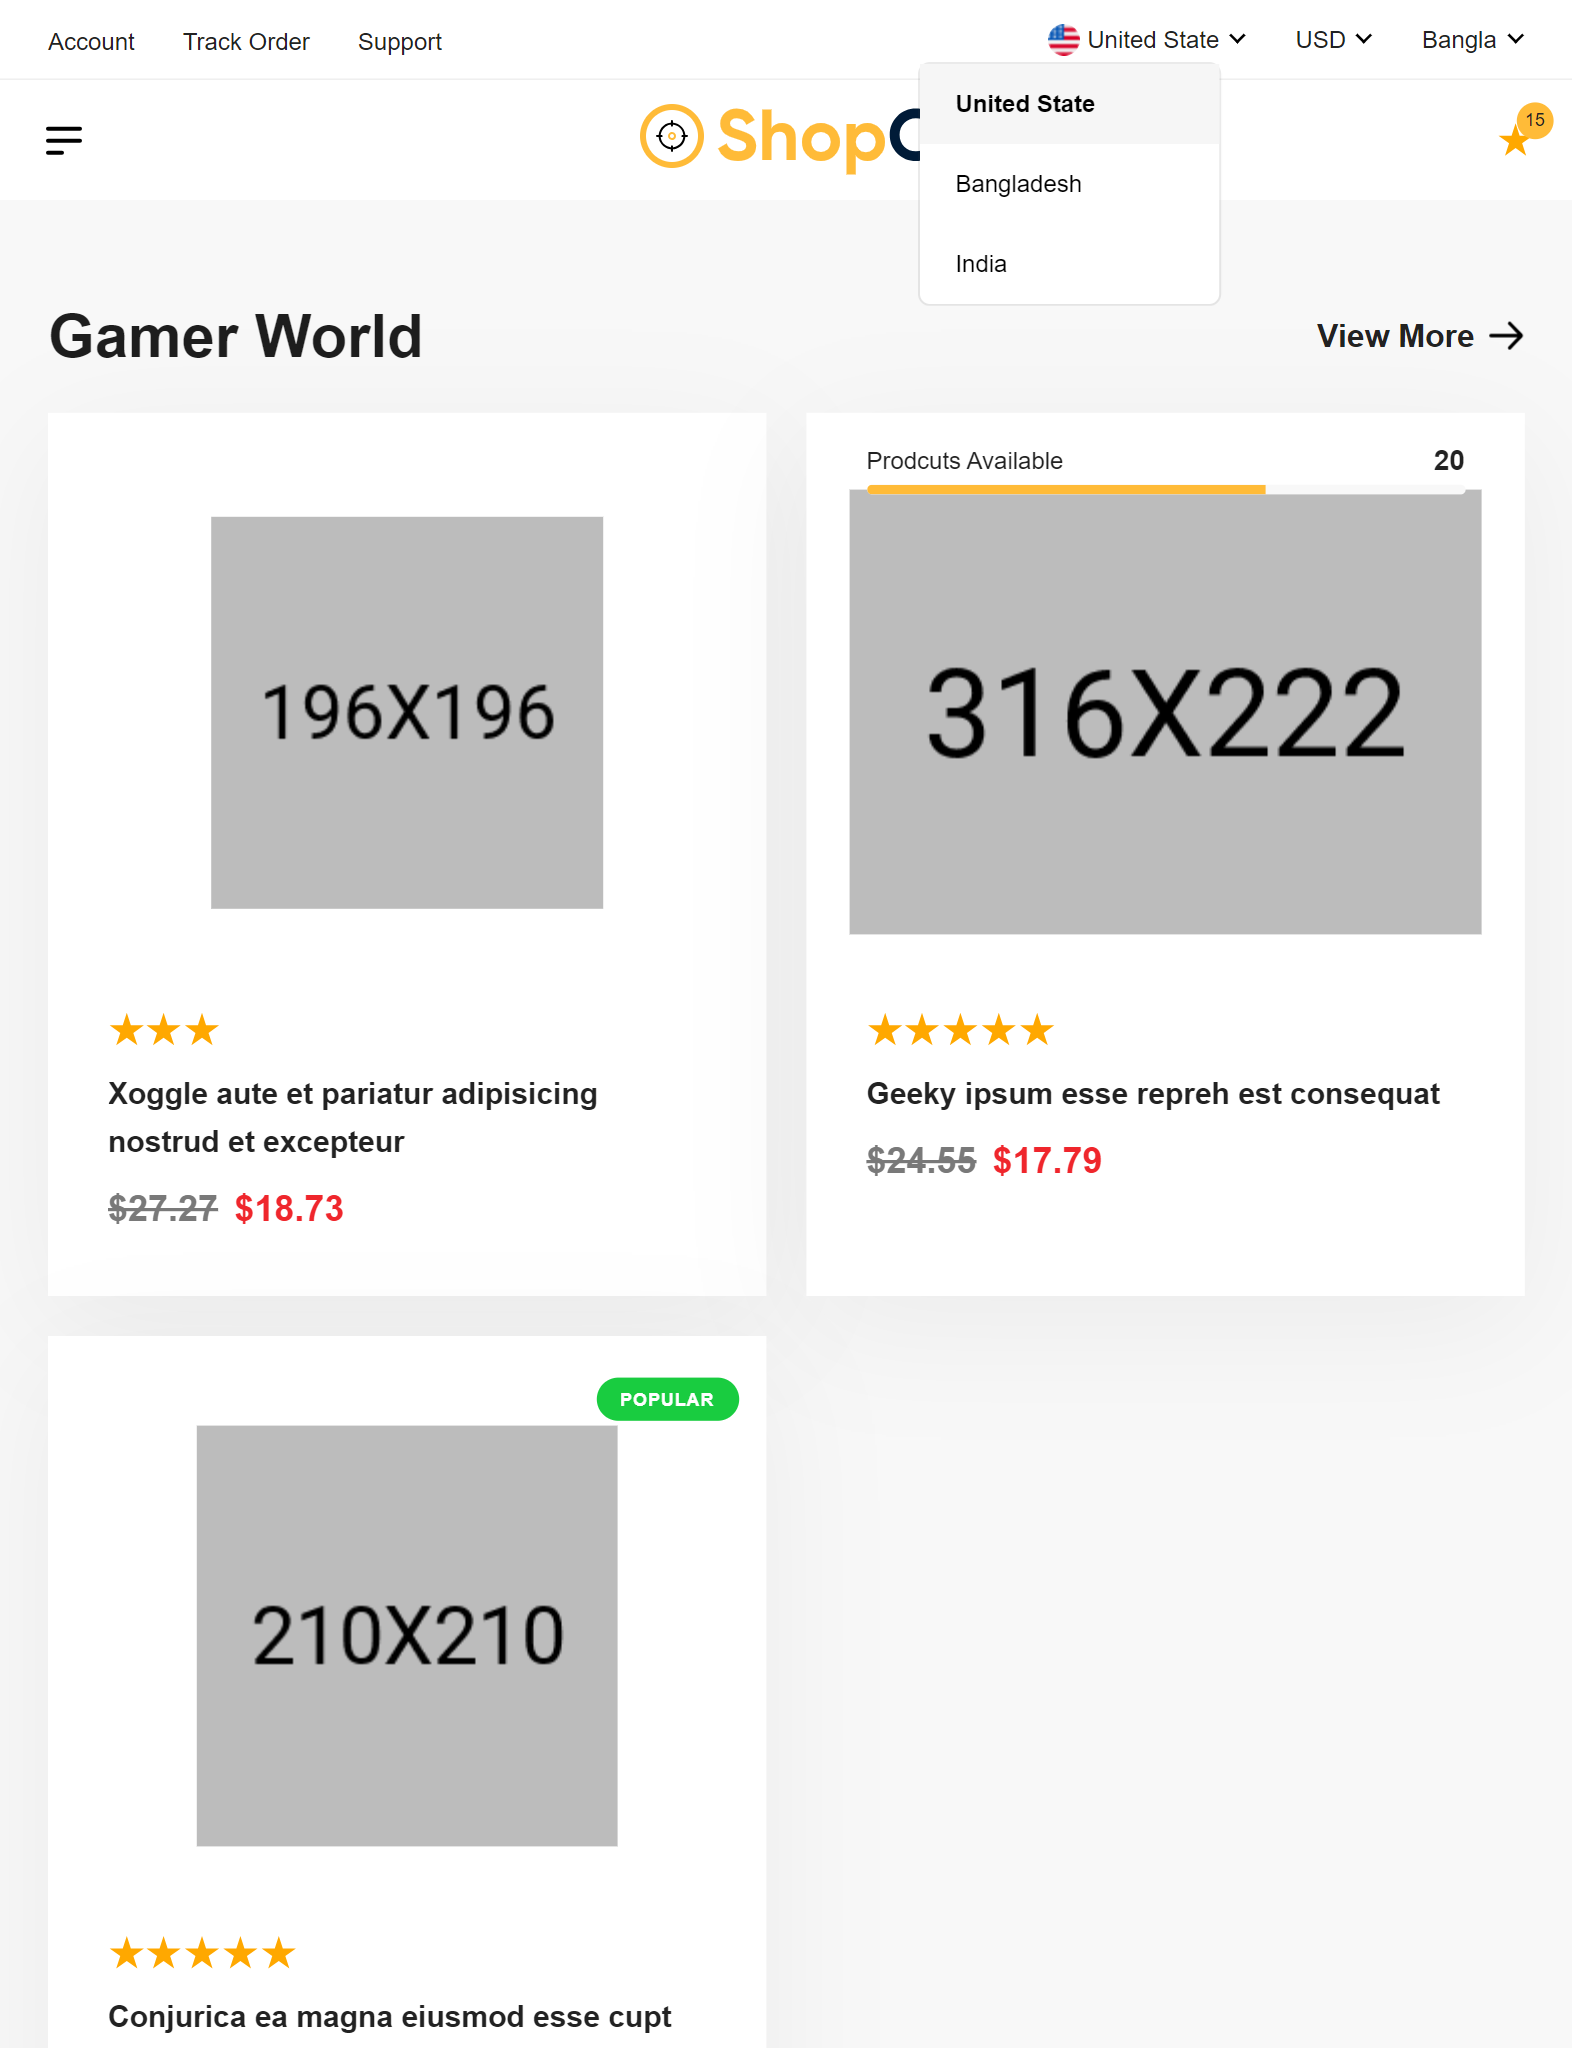 Account Track Order Support United State USD Bangla
United State
Bangladesh
India
Shop
15
Gamer World
View More
196X196
Xoggle aute et pariatur adipisicing
nostrud et excepteur
$27.27 $18.73
Prodcuts Available 20
316X222
Geeky ipsum esse repreh est consequat
$24.55 $17.79
POPULAR
210X210
Conjurica ea magna eiusmod esse cupt